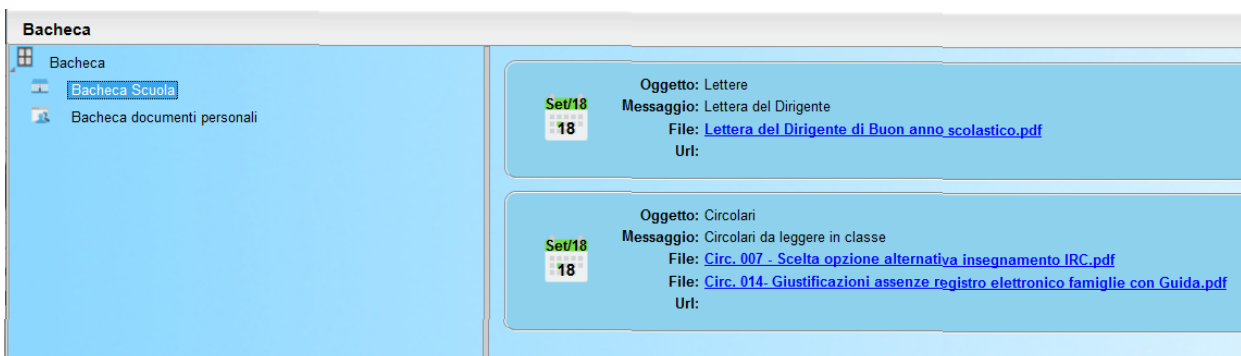 Bacheca
Bacheca
Bacheca Scuola
Bacheca documenti personali
Set/18
18
Oggetto: Lettere
Messaggio: Lettera del Dirigente
File: Lettera del Dirigente di Buon anno scolastico.pdf
Url:
Set/18
18
Oggetto: Circolari
Messaggio: Circolari da leggere in classe
File: Circ. 007 - Scelta opzione alternativa insegnamento IRC.pdf
File: Circ. 014- Giustificazioni assenze registro elettronico famiglie con Guida.pdf
Url: